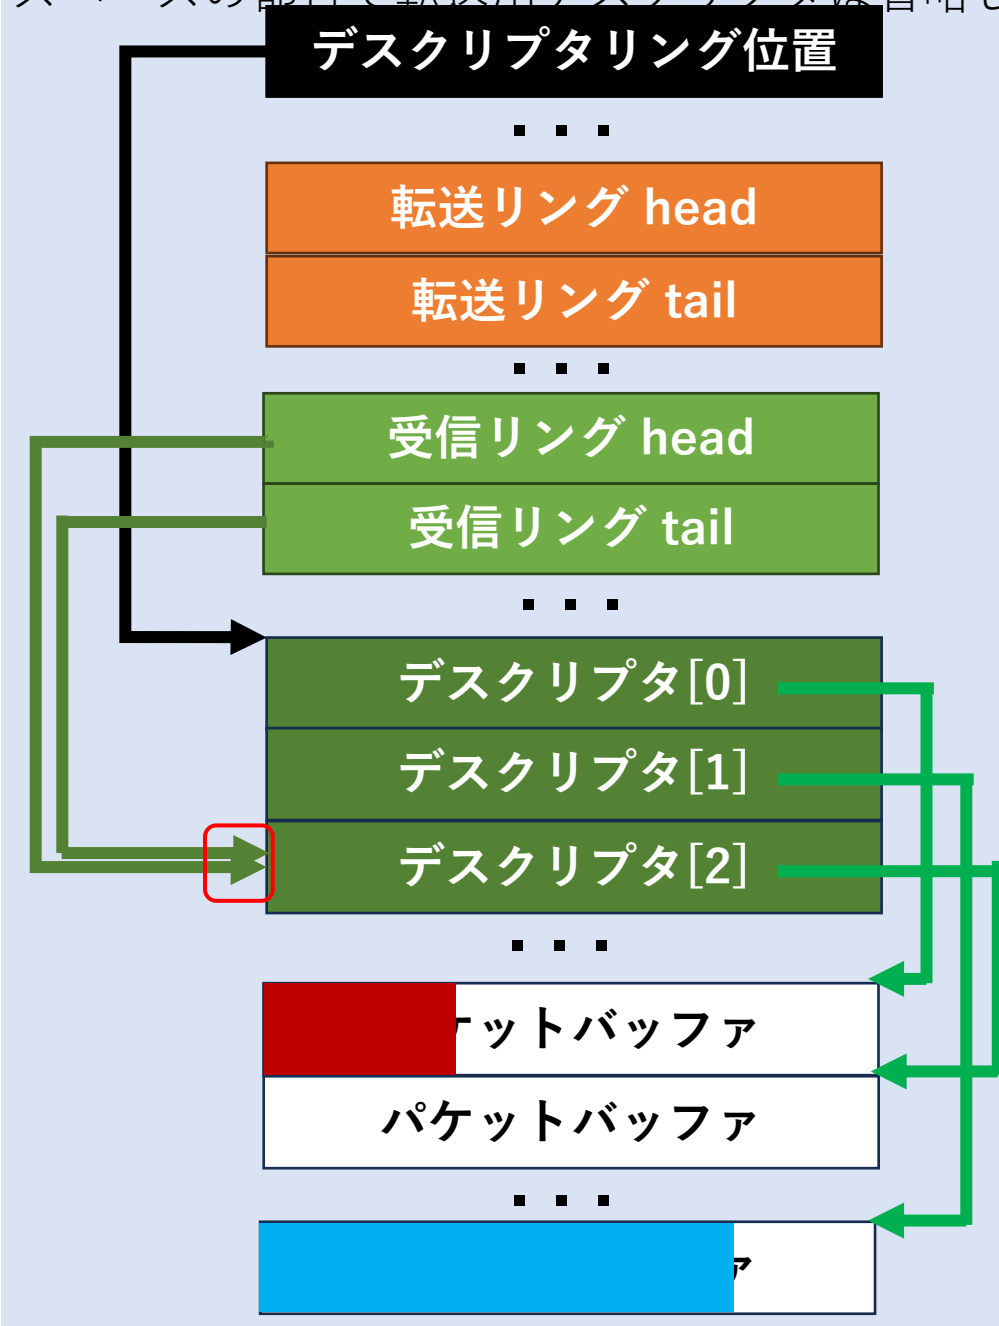 デスクリプタリング位置
・・・
転送リング head
転送リング tail
・・・
受信リング head
受信リング tail
・・・
デスクリプタ[0]
デスクリプタ[1]
デスクリプタ[2]
・・・
ケットバッファ
パケットバッファ
・・・
ァ